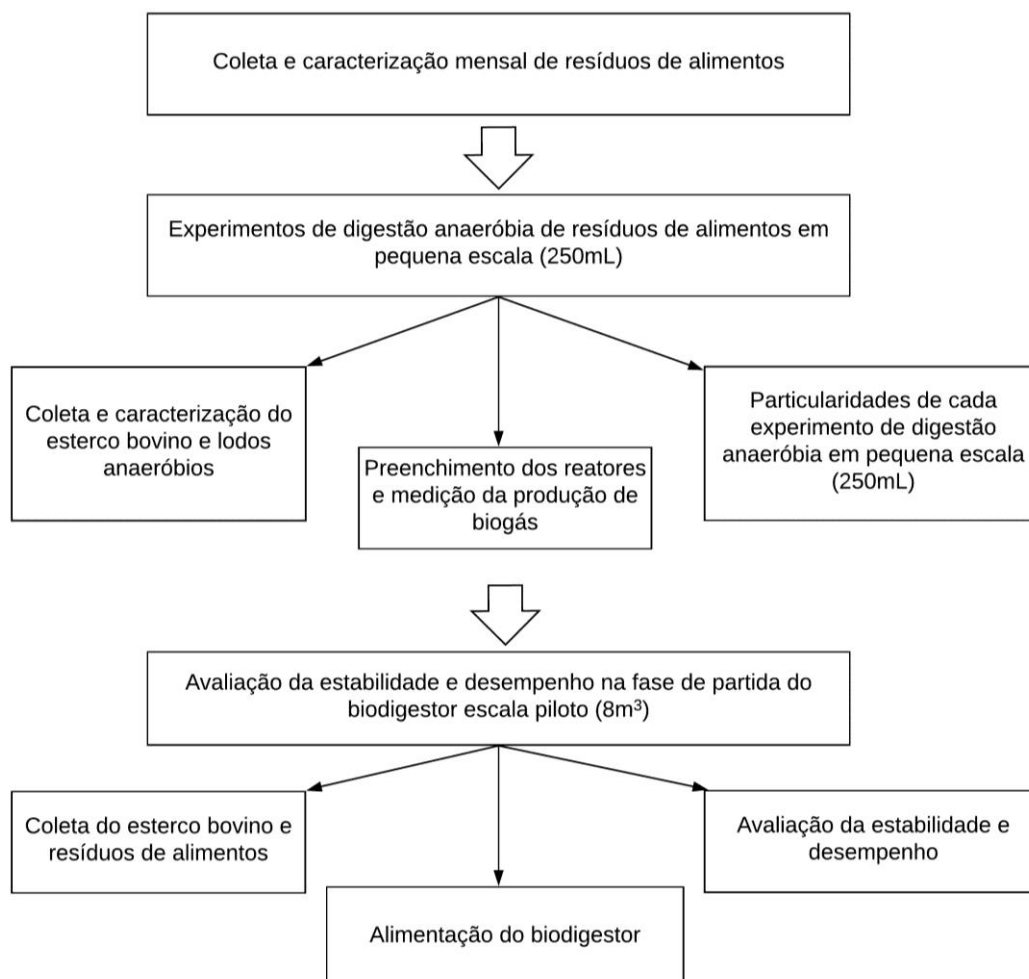 Coleta e caracterização mensal de resíduos de alimentos
Experimentos de digestão anaeróbia de resíduos de alimentos em
pequena escala (250mL)
Coleta e caracterização do
esterco bovino e lodos
anaeróbios
Preenchimento dos reatores
e medição da produção de
biogás
Particularidades de cada
experimento de digestão
anaeróbia em pequena escala
(250mL)
Avaliação da estabilidade e desempenho na fase de partida do
biodigestor escala piloto (8m³)
Coleta do esterco bovino e
resíduos de alimentos
Alimentação do biodigestor
Avaliação da estabilidade e
desempenho